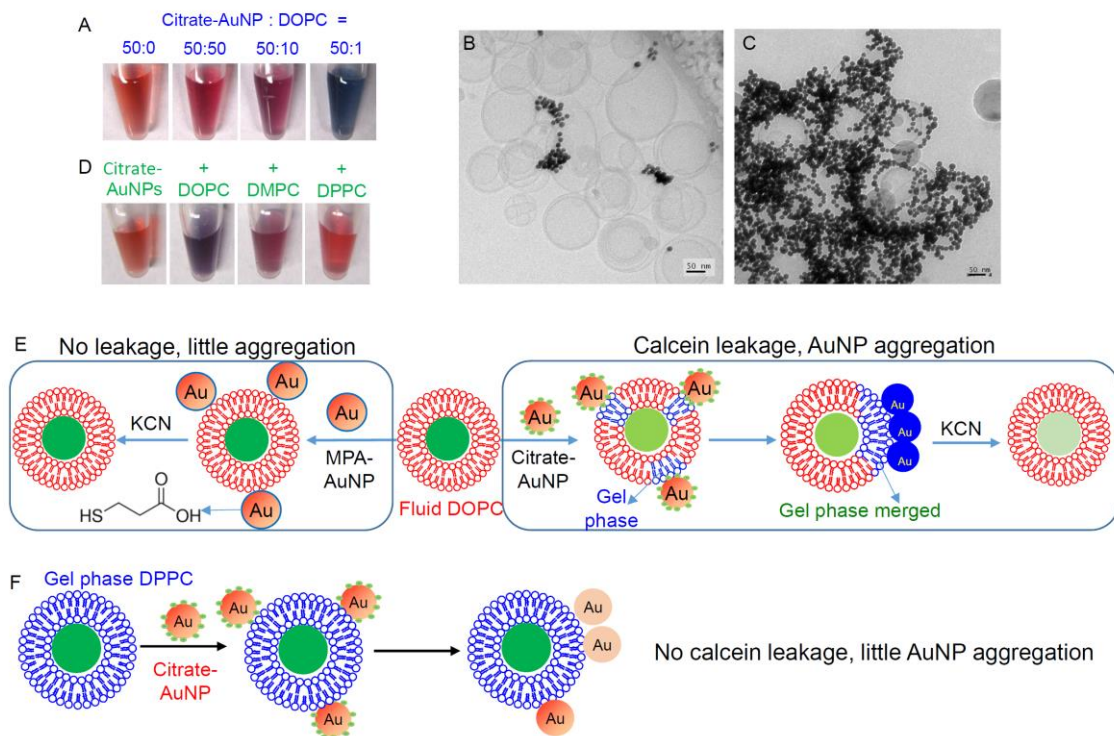 A
Citrate-AuNP : DOPC =
50:0 50:50 50:10 50:1
D
Citrate-AuNPs + DOPC + DMPC + DPPC
B
50 nm
C
50 nm
E
No leakage, little aggregation
Au
Au
KCN
Au
MPA-AuNP
Au
HS
O
OH
Fluid DOPC
Calcein leakage, AuNP aggregation
Au
Citrate-AuNP
Au
Au
Au
Gel phase
Au
Au
Au
KCN
Gel phase merged
F
Gel phase DPPC
Au
Citrate-AuNP
Au
Au
Au
Au
Au
Au
No calcein leakage, little AuNP aggregation